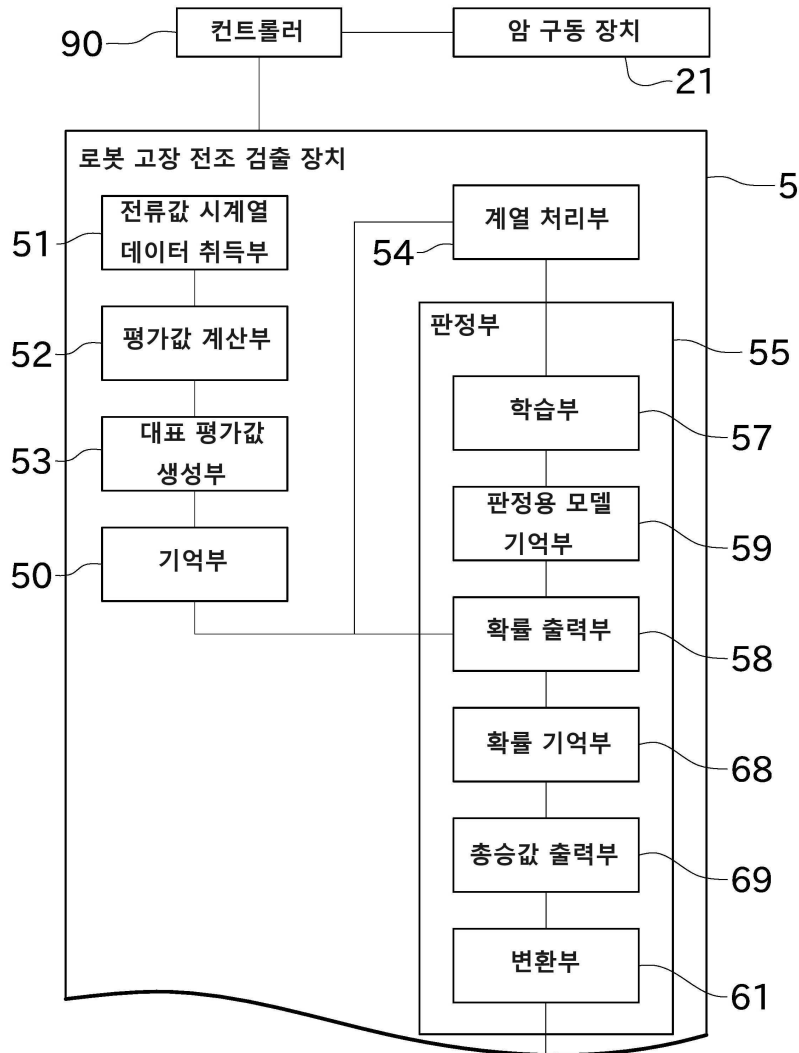 컨트롤러
암 구동 장치
90
21
로봇 고장 전조 검출 장치
5
전류값 시계열
데이터 취득부
51
계열 처리부
54
평가값 계산부
52
판정부
55
대표 평가값
생성부
53
학습부
57
기억부
50
판정용 모델
기억부
59
확률 출력부
58
확률 기억부
68
총승값 출력부
69
변환부
61